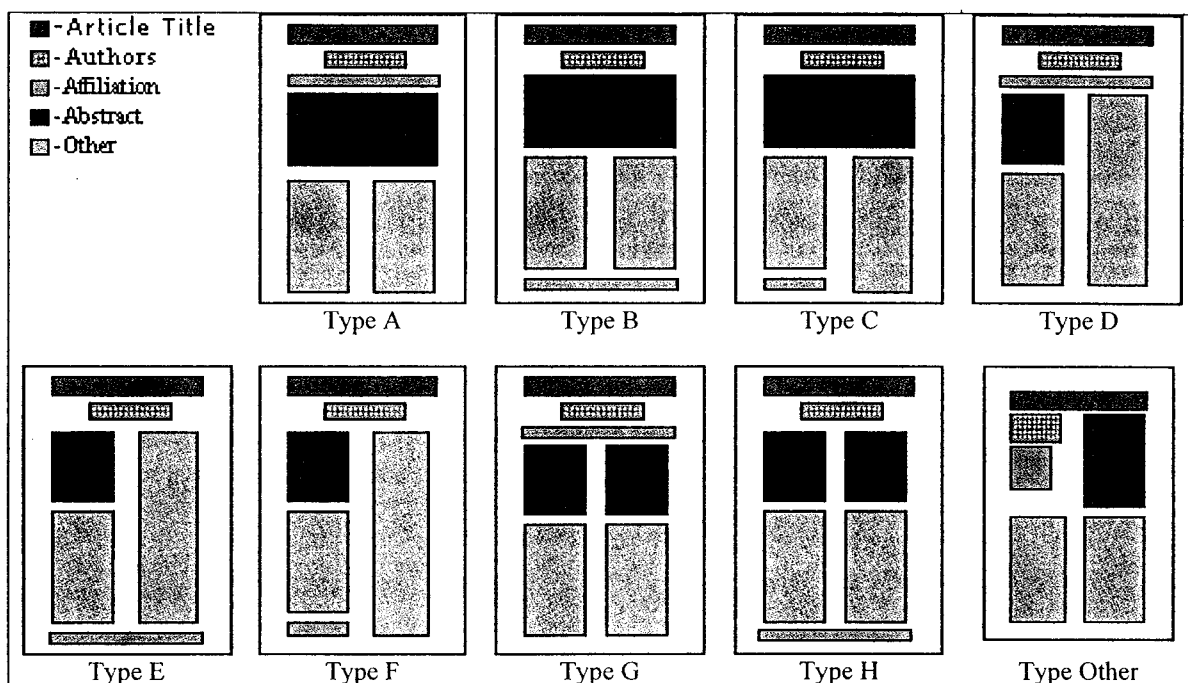 -Article Title
-Authors
-Affiliation
-Abstract
-Other
Type A
Type B
Type C
Type D
Type E
Type F
Type G
Type H
Type Other